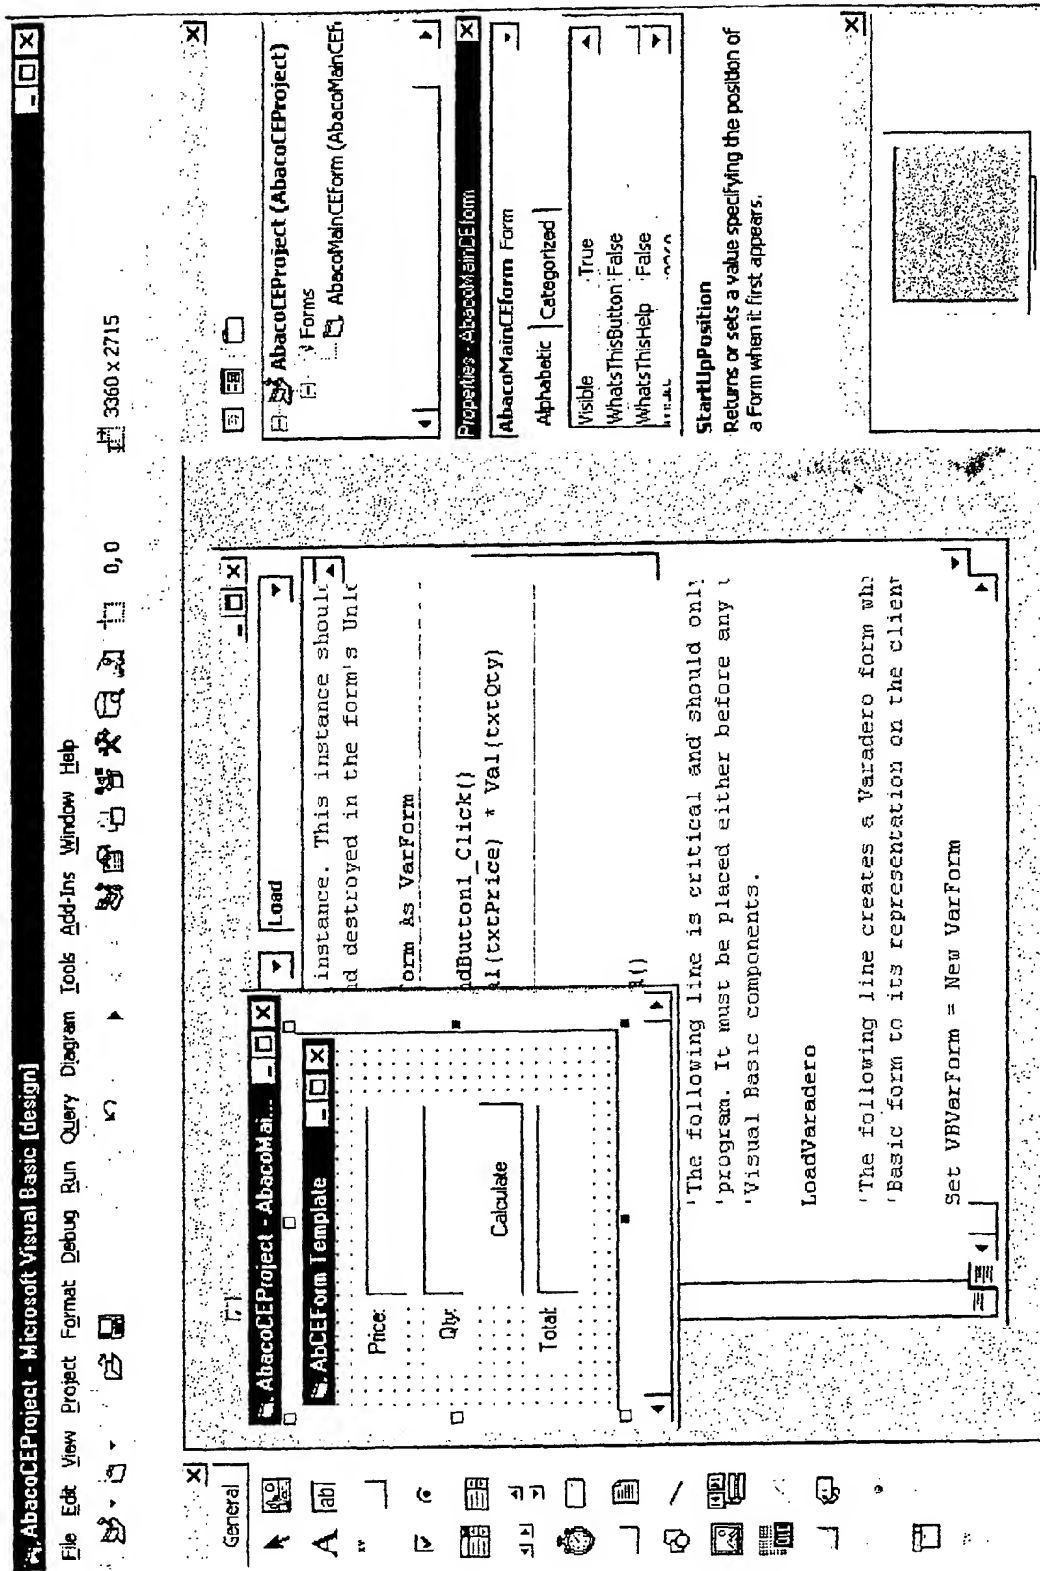 AbacoCEProject - Microsoft Visual Basic [design]
File Edit View Project Format Debug Run Query Diagram Tools Add-Ins Window Help
0,0
3360 x 2715
General
A
ab
AbacoCEProject - AbacoMai...
AbCEForm Template
Price:
Qty:
Calculate
Total:
Load
instance. This instance should
destroyed in the form's
As VarForm
_Click()
(txtPrice) * Val(txtQty)
()
'The following line is critical and should only
'program. It must be placed either before any
'Visual Basic components.
LoadVaradero
'The following line creates a Varadero form
'Basic form to its representation on the client
Set VBVarForm = New VarForm
AbacoCEProject (AbacoCEProject)
Forms
AbacoMainCEform (AbacoMainCEf
Properties - AbacoMainCEform
AbacoMainCEform Form
Alphabetic Categorized
Visible True
WhatsThisButton False
WhatsThisHelp False
StartUpPosition
Returns or sets a value specifying the position of
a Form when it first appears.